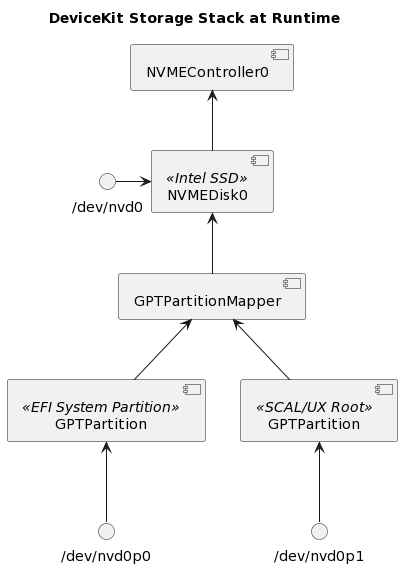 DeviceKit Storage Stack at Runtime
NVMEController0
«Intel SSD»
NVMEDisk0
/dev/nvd0
GPTPartitionMapper
«EFI System Partition»
GPTPartition
«SCAL/UX Root»
GPTPartition
/dev/nvd0p0
/dev/nvd0p1